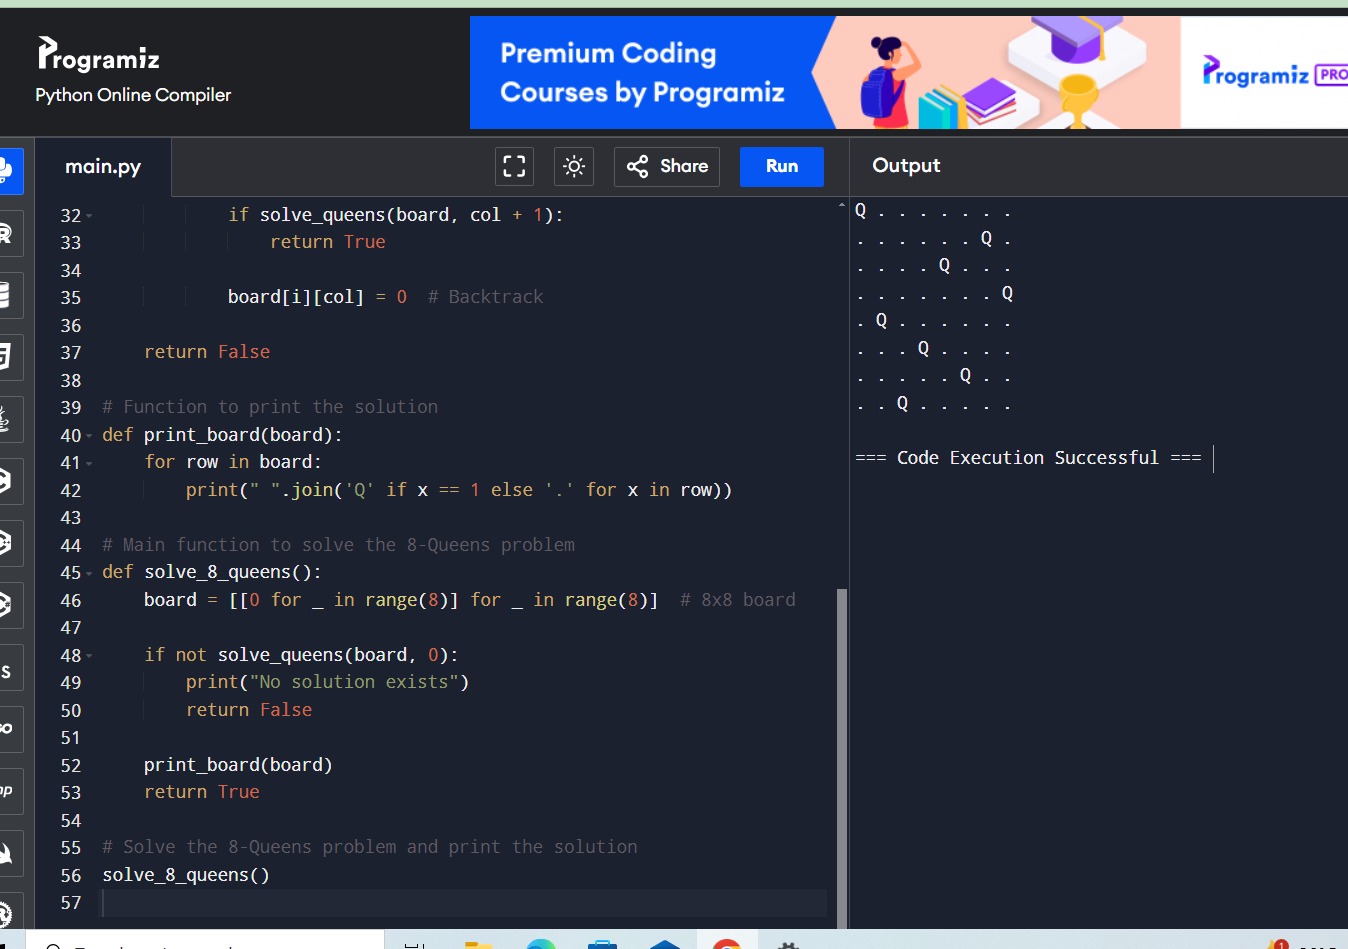 Programiz
Python Online Compiler
Premium Coding
Courses by Programiz
Programiz PRO
main.py
Share
Run
Output
32 if solve_queens(board, col + 1):
33 return True
34
35 board[i][col] = 0 # Backtrack
36
37 return False
38
39 # Function to print the solution
40 def print_board(board):
41 for row in board:
42 print(" ".join('Q' if x == 1 else '.' for x in row))
43
44 # Main function to solve the 8-Queens problem
45 def solve_8_queens():
46 board = [[0 for _ in range(8)] for _ in range(8)] # 8x8 board
47
48 if not solve_queens(board, 0):
49 print("No solution exists")
50 return False
51
52 print_board(board)
53 return True
54
55 # Solve the 8-Queens problem and print the solution
56 solve_8_queens()
57
Q . . . . . . .
. . . . . . Q .
. . . . Q . . .
. . . . . . . Q
. Q . . . . . .
. . . Q . . . .
. . . . . Q . .
. . Q . . . . .
=== Code Execution Successful ===